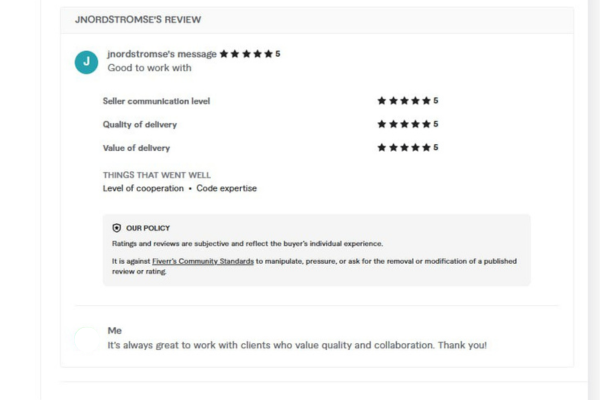 JNORDSTROMSE'S REVIEW
J
jnordstromse's message ★★★★★ 5
Good to work with
Seller communication level ★★★★★ 5
Quality of delivery ★★★★★ 5
Value of delivery ★★★★★ 5
THINGS THAT WENT WELL
Level of cooperation • Code expertise
OUR POLICY
Ratings and reviews are subjective and reflect the buyer's individual experience.
It is against Fiverr's Community Standards to manipulate, pressure, or ask for the removal or modification of a published
review or rating.
Me
It's always great to work with clients who value quality and collaboration. Thank you!